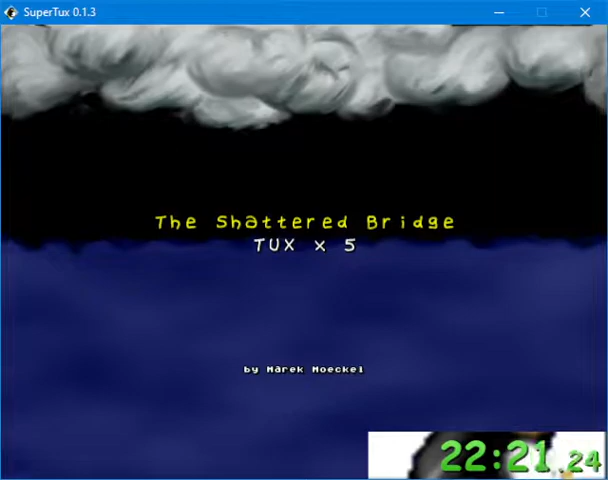 SuperTux 0.1.3
The Shattered Bridge
TUX x 5
by Marek Moeckel
22:21.24